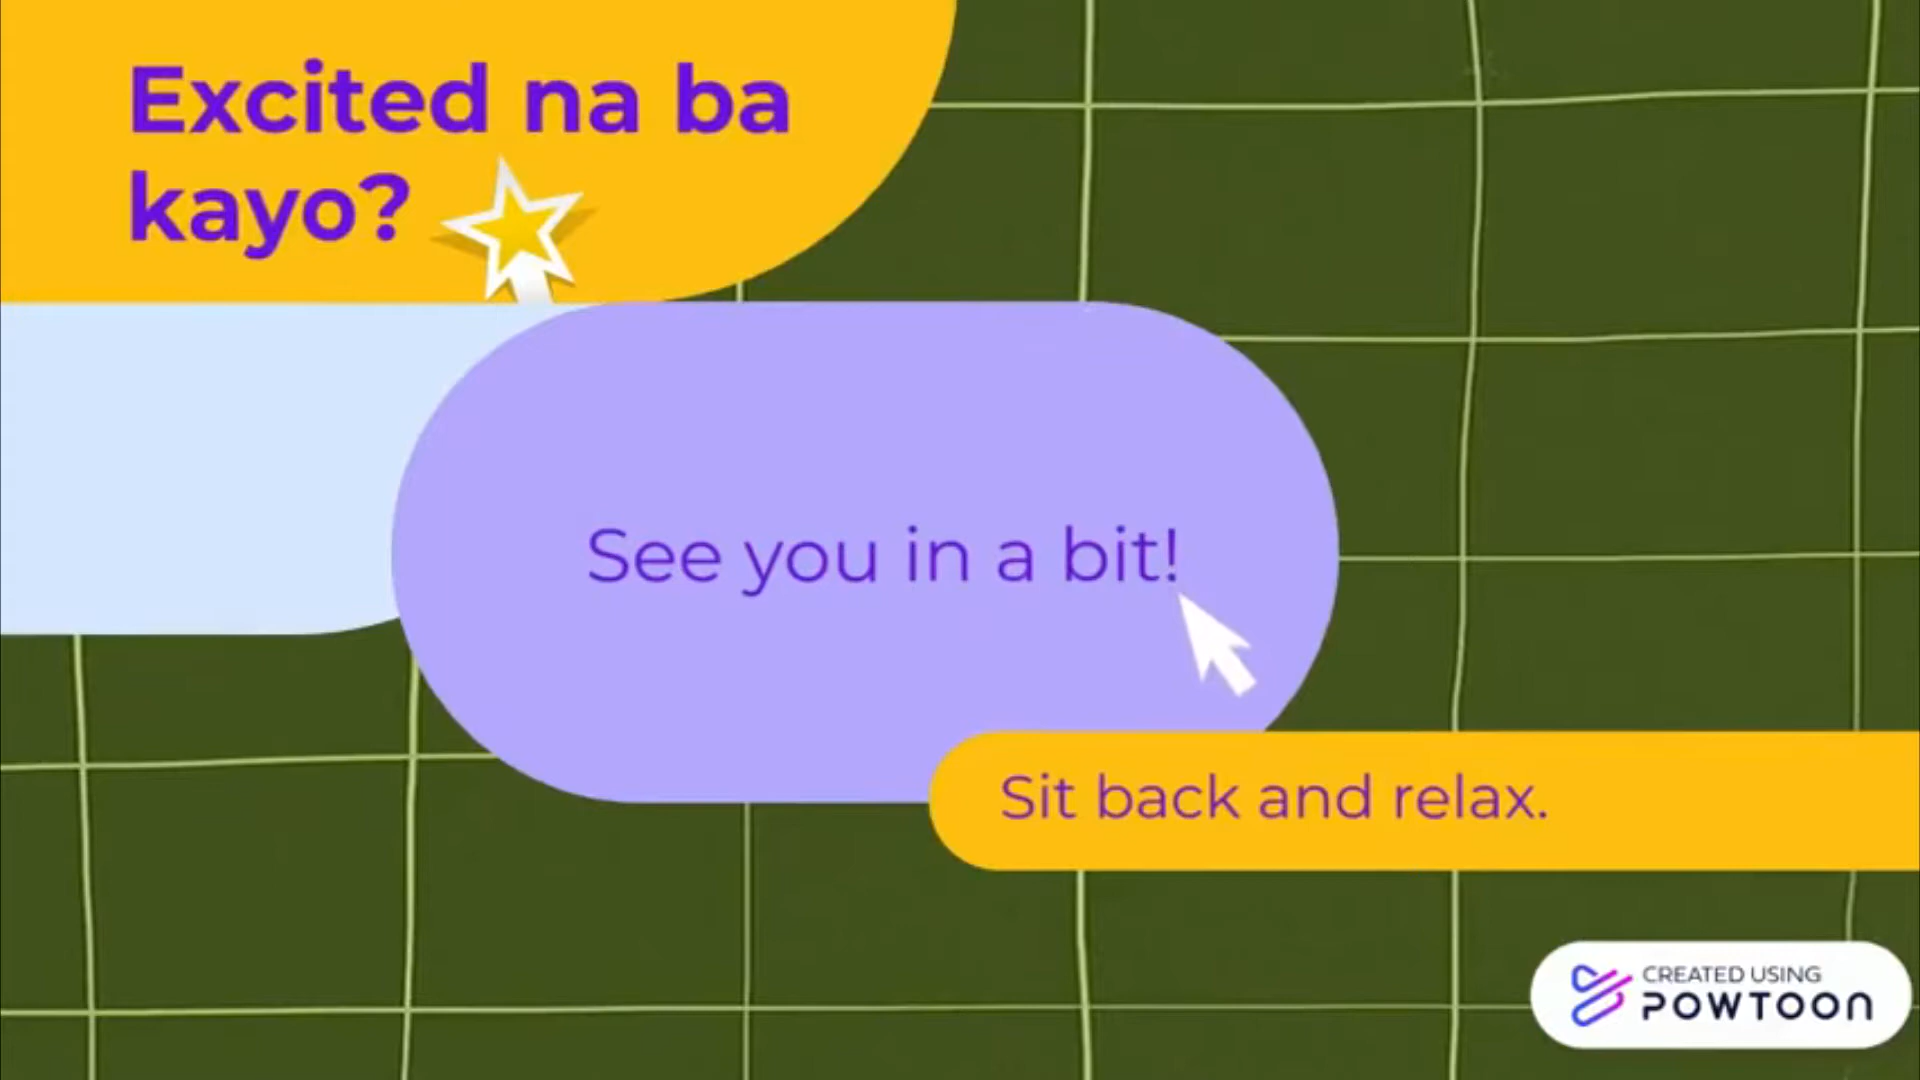 Excited na ba
kayo?
See you in a bit!
Sit back and relax.
CREATED USING
POWTOON